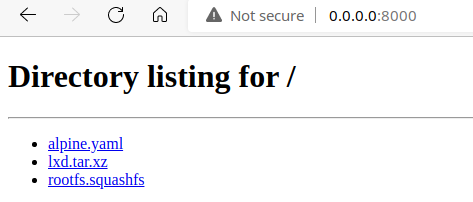 Not secure | 0.0.0.0:8000
Directory listing for /
alpine.yaml
lxd.tar.xz
rootfs.squashfs